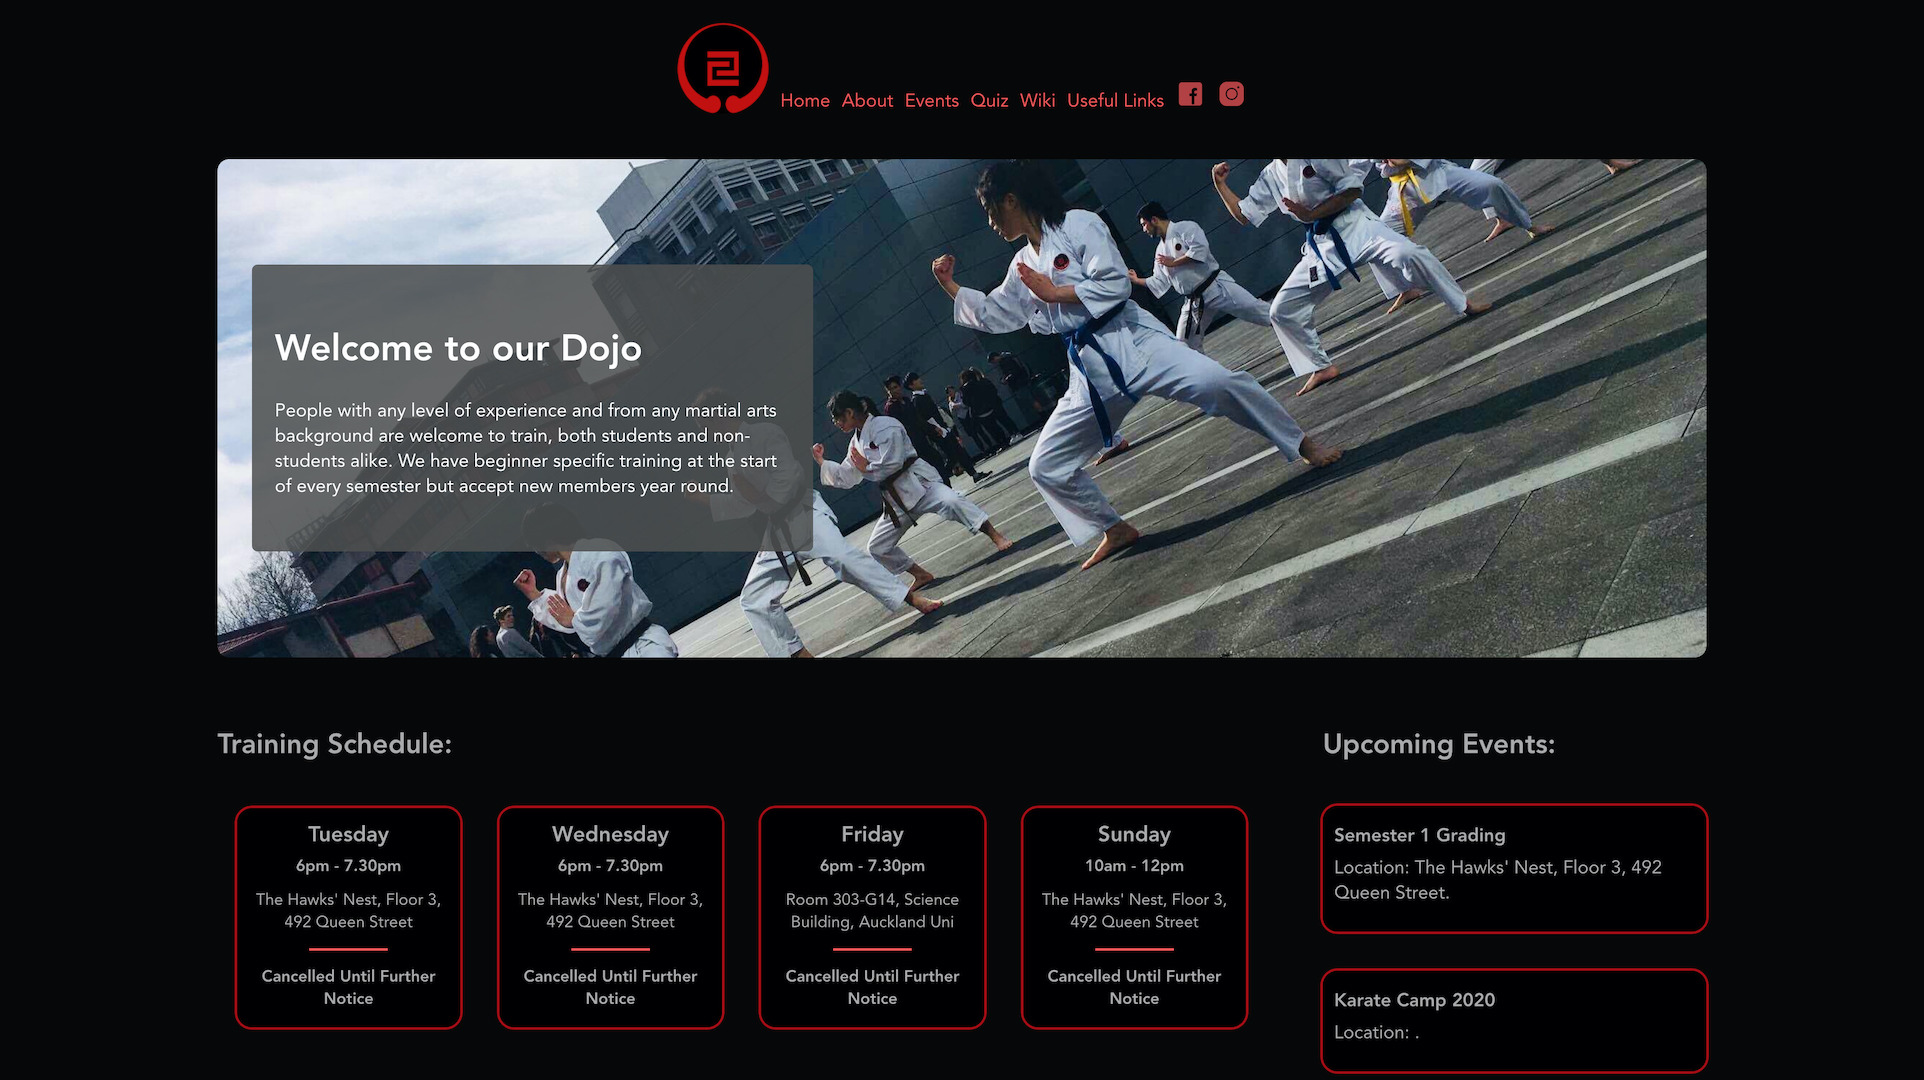 Home About Events Quiz Wiki Useful Links
Welcome to our Dojo
People with any level of experience and from any martial arts
background are welcome to train, both students and non-
students alike. We have beginner specific training at the start
of every semester but accept new members year round.
Training Schedule:
Tuesday
6pm - 7.30pm
The Hawks' Nest, Floor 3,
492 Queen Street
Cancelled Until Further
Notice
Wednesday
6pm - 7.30pm
The Hawks' Nest, Floor 3,
492 Queen Street
Cancelled Until Further
Notice
Friday
6pm - 7.30pm
Room 303-G14, Science
Building, Auckland Uni
Cancelled Until Further
Notice
Sunday
10am - 12pm
The Hawks' Nest, Floor 3,
492 Queen Street
Cancelled Until Further
Notice
Upcoming Events:
Semester 1 Grading
Location: The Hawks' Nest, Floor 3, 492
Queen Street.
Karate Camp 2020
Location: .